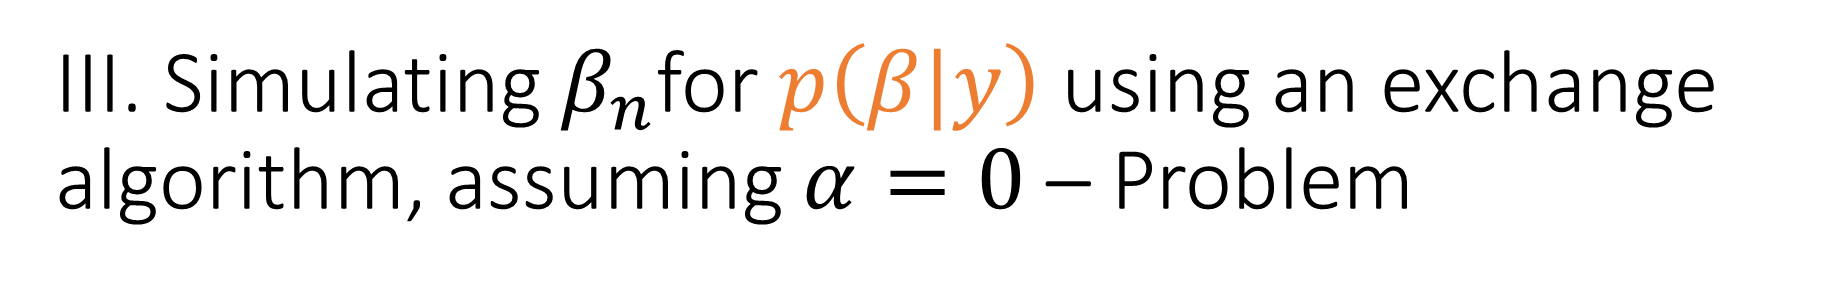 III. Simulating βₙ for p(β|y) using an exchange
algorithm, assuming α = 0 – Problem